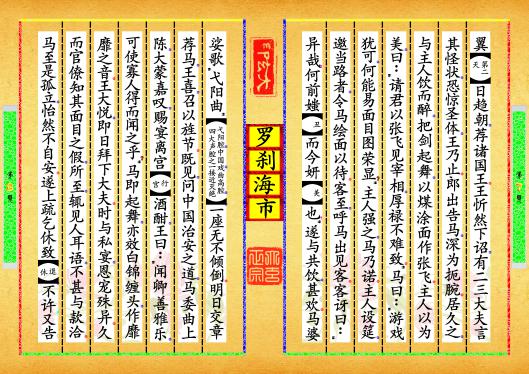 翼【第二天】日趋朝荐诸国王王忻然下诏有二三大夫言
其怪状恐惊圣体王乃止郎出告马深为扼腕居久之
与主人饮而醉把剑起舞以煤涂面作张飞主人以为
美曰：请君以张飞见宰相厚禄不难致马曰：游戏
犹可何能易面目图荣显主人强之马乃诺主人设筵
邀当路者令马绘面以待客至呼马出见客客讶曰：
异哉何前媸【丑】而今妍【美】也遂与共饮甚欢马婆
罗刹海市
娑歌弋阳曲【弋阳腔中国戏曲高腔四大声腔之一接近灵艳】一座无不倾倒明日交章
荐马王喜召以旌节既见问中国治安之道马委曲上
陈大蒙嘉叹赐宴离宫【行宫】酒酣王曰：闻卿善雅乐
可使寡人得而闻之乎马即起舞亦效白锦缠头作靡
靡之音王大悦即日拜下大夫时与私宴恩宠殊异久
而官僚知其面目之假所至辄见人耳语不甚与款洽
马至是孤立怡然不自安遂上疏乞休致【退休】不许又告